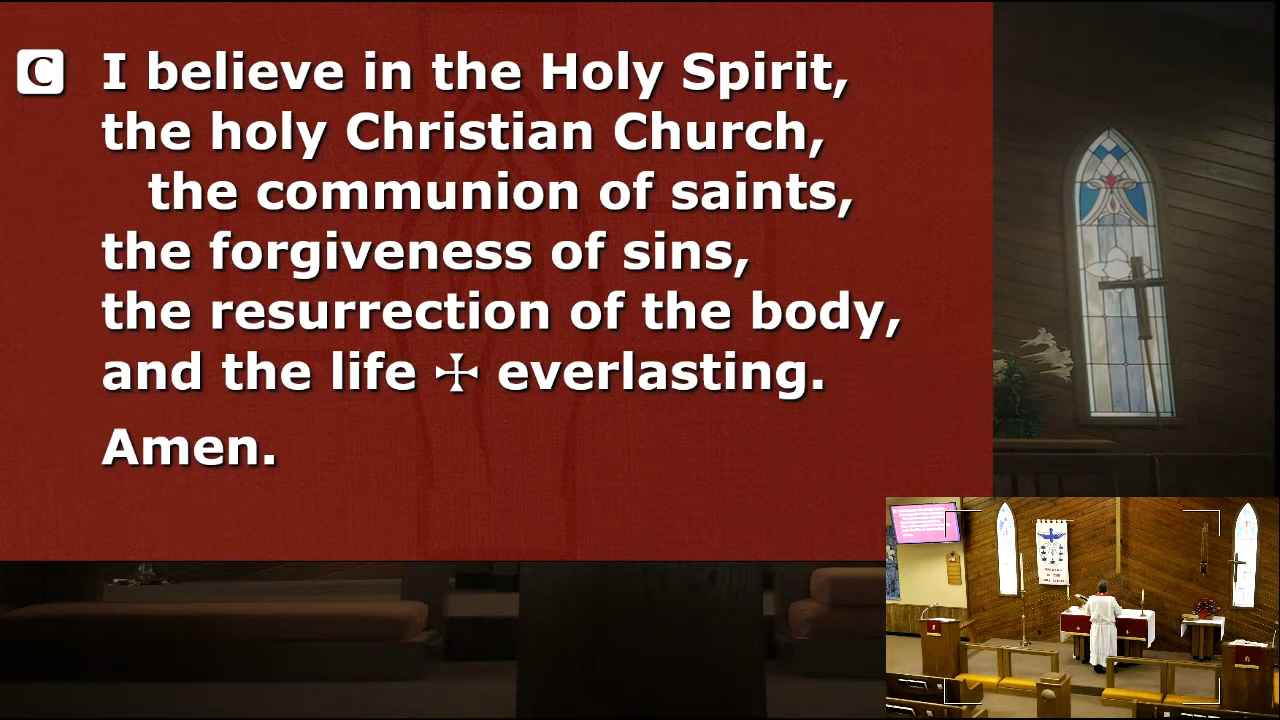 C I believe in the Holy Spirit,
the holy Christian Church,
the communion of saints,
the forgiveness of sins,
the resurrection of the body,
and the life ☩ everlasting.
Amen.